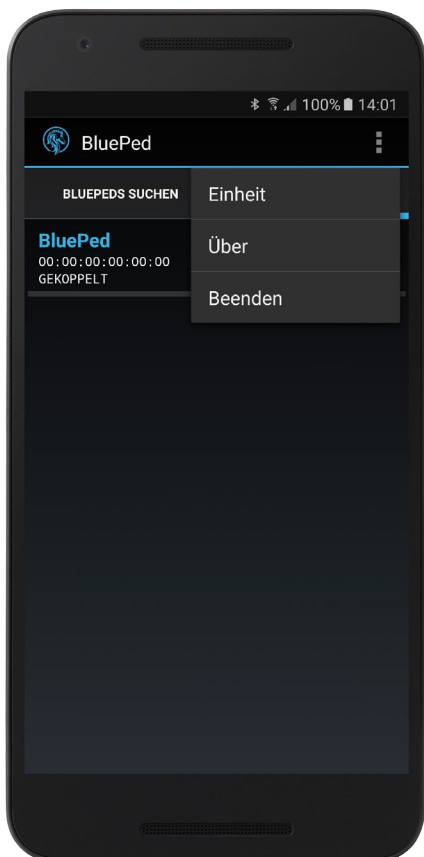 100% 14:01
BluePed
BLUEPEDS SUCHEN
Einheit
Über
Beenden
BluePed
00:00:00:00:00:00
GEKOPPELT